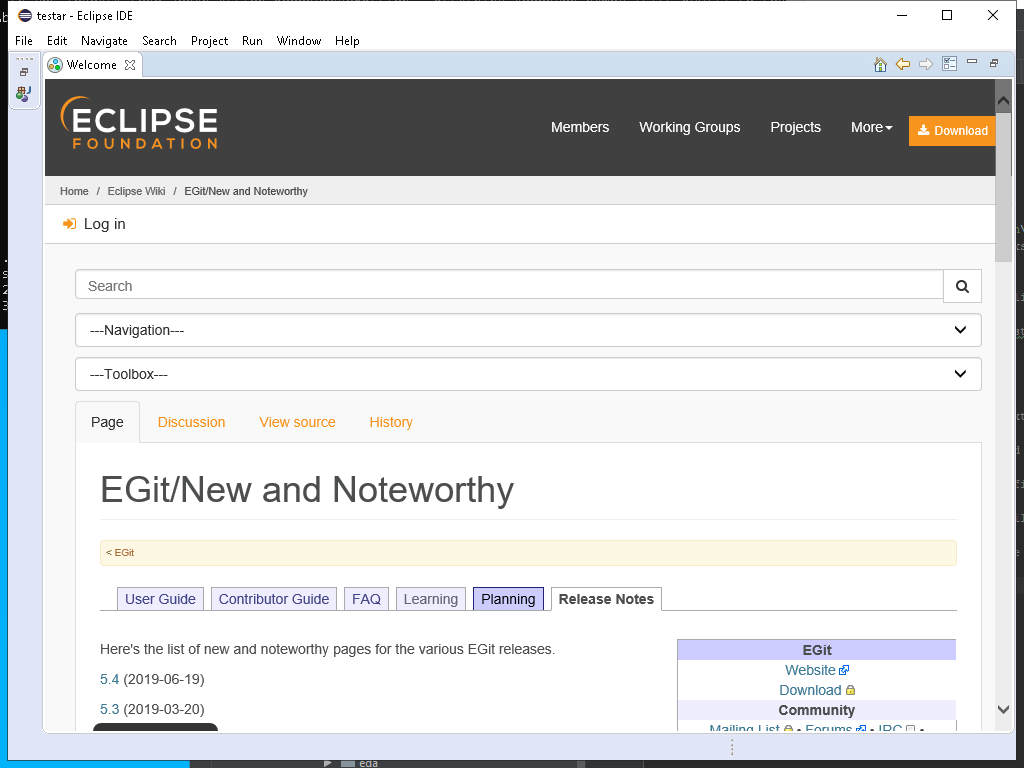 testar - Eclipse IDE
File Edit Navigate Search Project Run Window Help
Welcome
ECLIPSE
FOUNDATION
Members Working Groups Projects More Download
Home / Eclipse Wiki / EGit/New and Noteworthy
Log in
Search
---Navigation---
---Toolbox---
Page Discussion View source History
EGit/New and Noteworthy
< EGit
User Guide Contributor Guide FAQ Learning Planning Release Notes
Here's the list of new and noteworthy pages for the various EGit releases.
5.4 (2019-06-19)
5.3 (2019-03-20)
EGit
Website
Download
Community
Mailing List • Forums • IRC •
eda